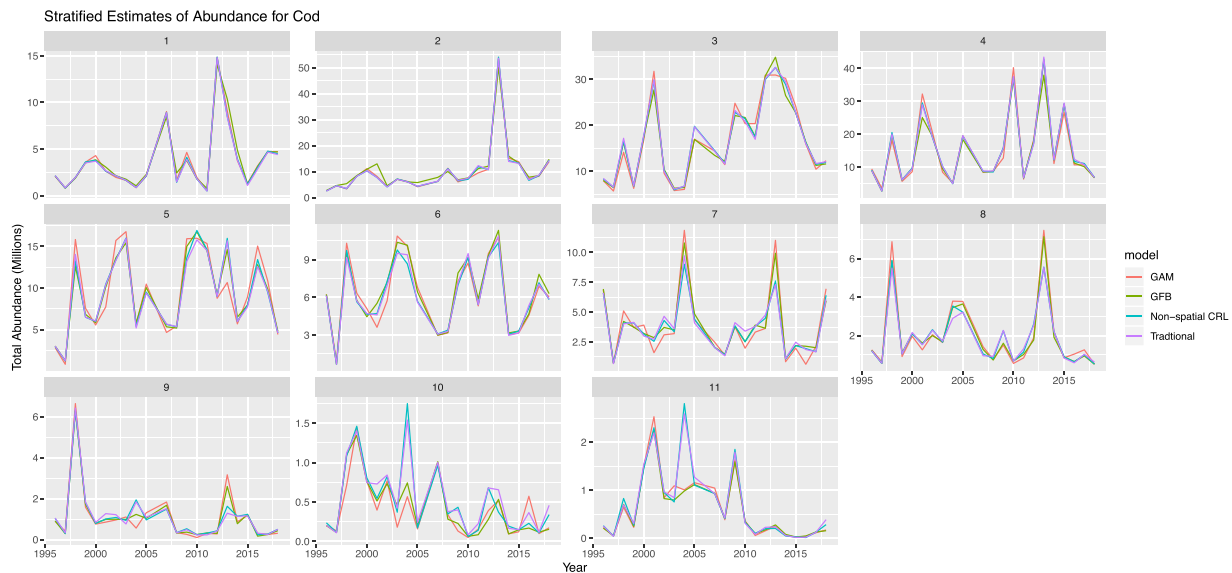 Stratified Estimates of Abundance for Cod
1 2 3 4
15 10 5 0
50 40 30 20 10 0
30 20 10
40 30 20 10
5 6 7 8
15 10 5
9 6 3
10.0 7.5 5.0 2.5
6 4 2
1995 2000 2005 2010 2015
9 10 11
6 4 2 0
1.5 1.0 0.5 0.0
2 1 0
1995 2000 2005 2010 2015
1995 2000 2005 2010 2015
1995 2000 2005 2010 2015
Total Abundance (Millions)
Year
model
GAM
GFB
Non-spatial CRL
Tradtional